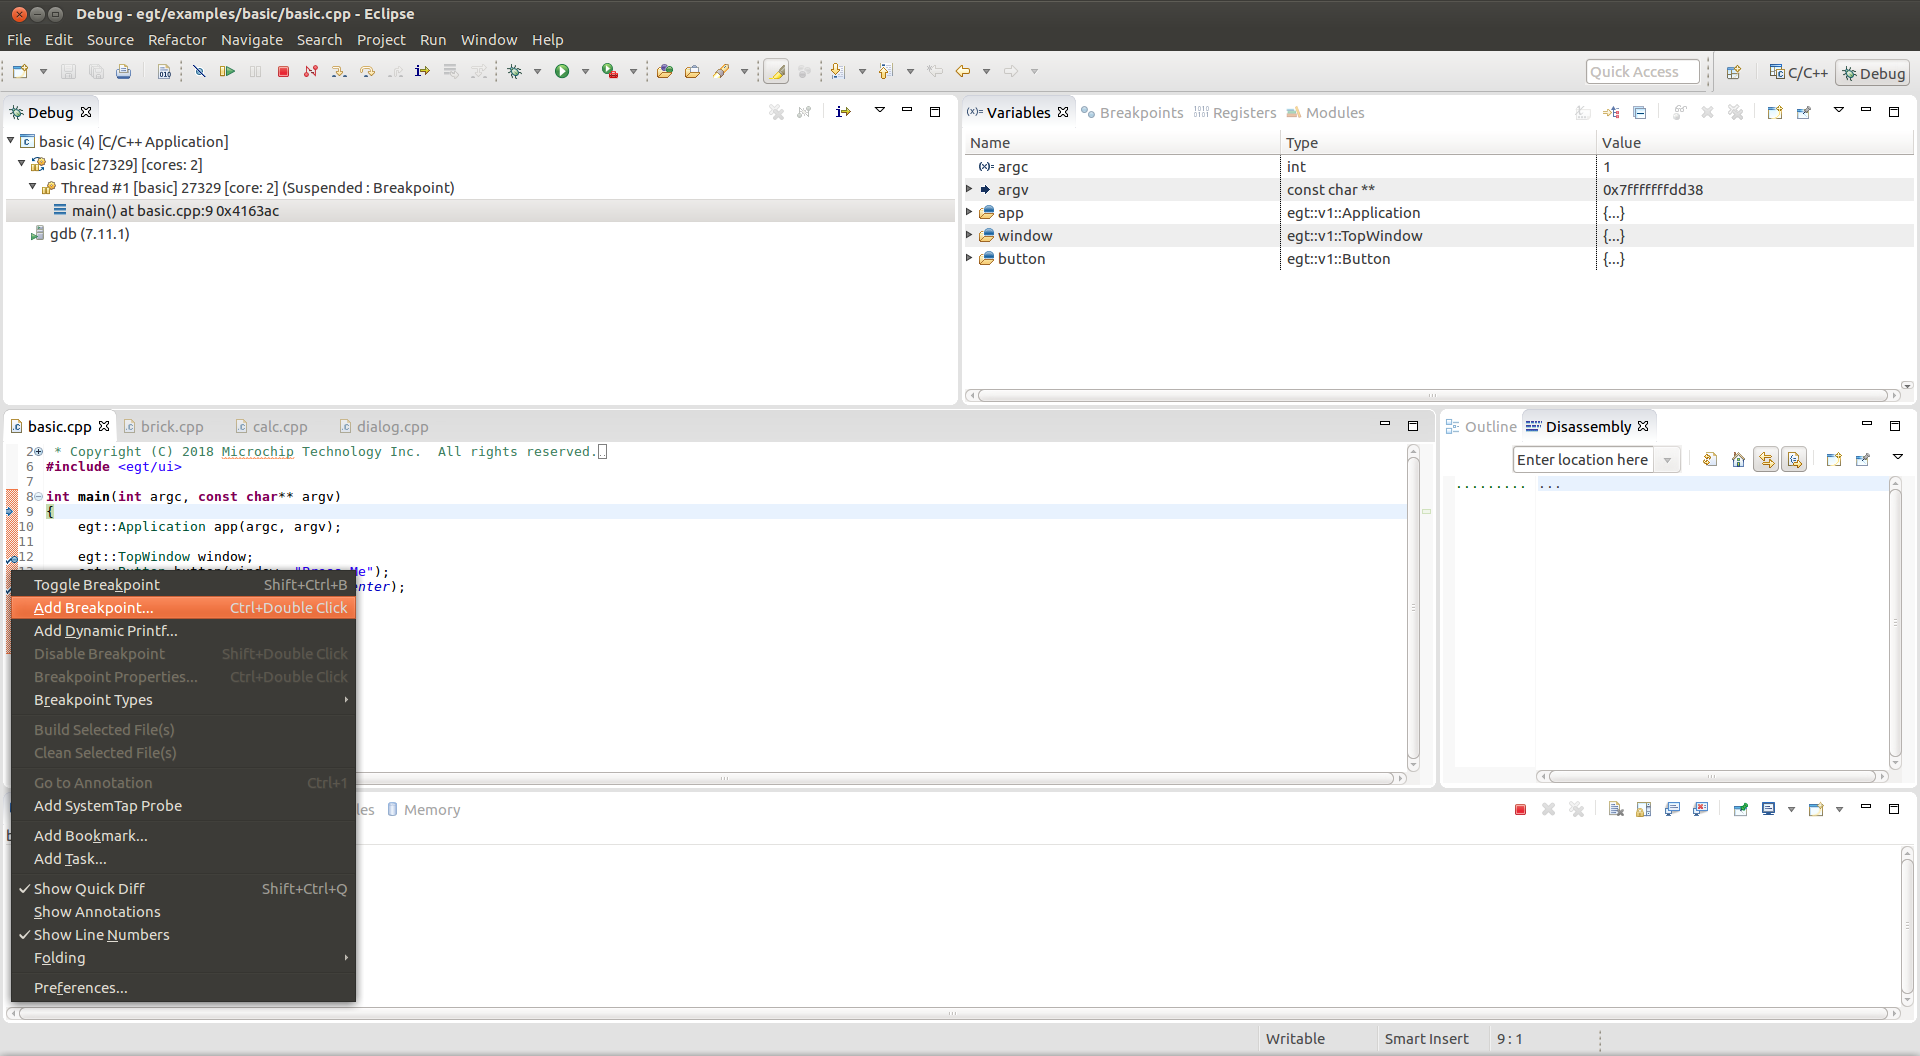 Debug - egt/examples/basic/basic.cpp - Eclipse
File Edit Source Refactor Navigate Search Project Run Window Help
Quick Access C/C++ Debug
Debug
basic (4) [C/C++ Application]
basic [27329] [cores: 2]
Thread #1 [basic] 27329 [core: 2] (Suspended : Breakpoint)
main() at basic.cpp:9 0x4163ac
gdb (7.11.1)
(x)= Variables Breakpoints Registers Modules
Name Type Value
(x)= argc int 1
argv const char ** 0x7fffffffdd38
app egt::v1::Application {...}
window egt::v1::TopWindow {...}
button egt::v1::Button {...}
basic.cpp brick.cpp calc.cpp dialog.cpp
2 * Copyright (C) 2018 Microchip Technology Inc.  All rights reserved.
6 #include <egt/ui>
7
8 int main(int argc, const char** argv)
9 {
10 egt::Application app(argc, argv);
11
12 egt::TopWindow window;
Me");
enter);
Outline Disassembly
Enter location here
......... ...
Toggle Breakpoint Shift+Ctrl+B
Add Breakpoint... Ctrl+Double Click
Add Dynamic Printf...
Disable Breakpoint Shift+Double Click
Breakpoint Properties... Ctrl+Double Click
Breakpoint Types
Build Selected File(s)
Clean Selected File(s)
Go to Annotation Ctrl+1
Add SystemTap Probe
Add Bookmark...
Add Task...
Show Quick Diff Shift+Ctrl+Q
Show Annotations
Show Line Numbers
Folding
Preferences...
les Memory
Writable Smart Insert 9 : 1